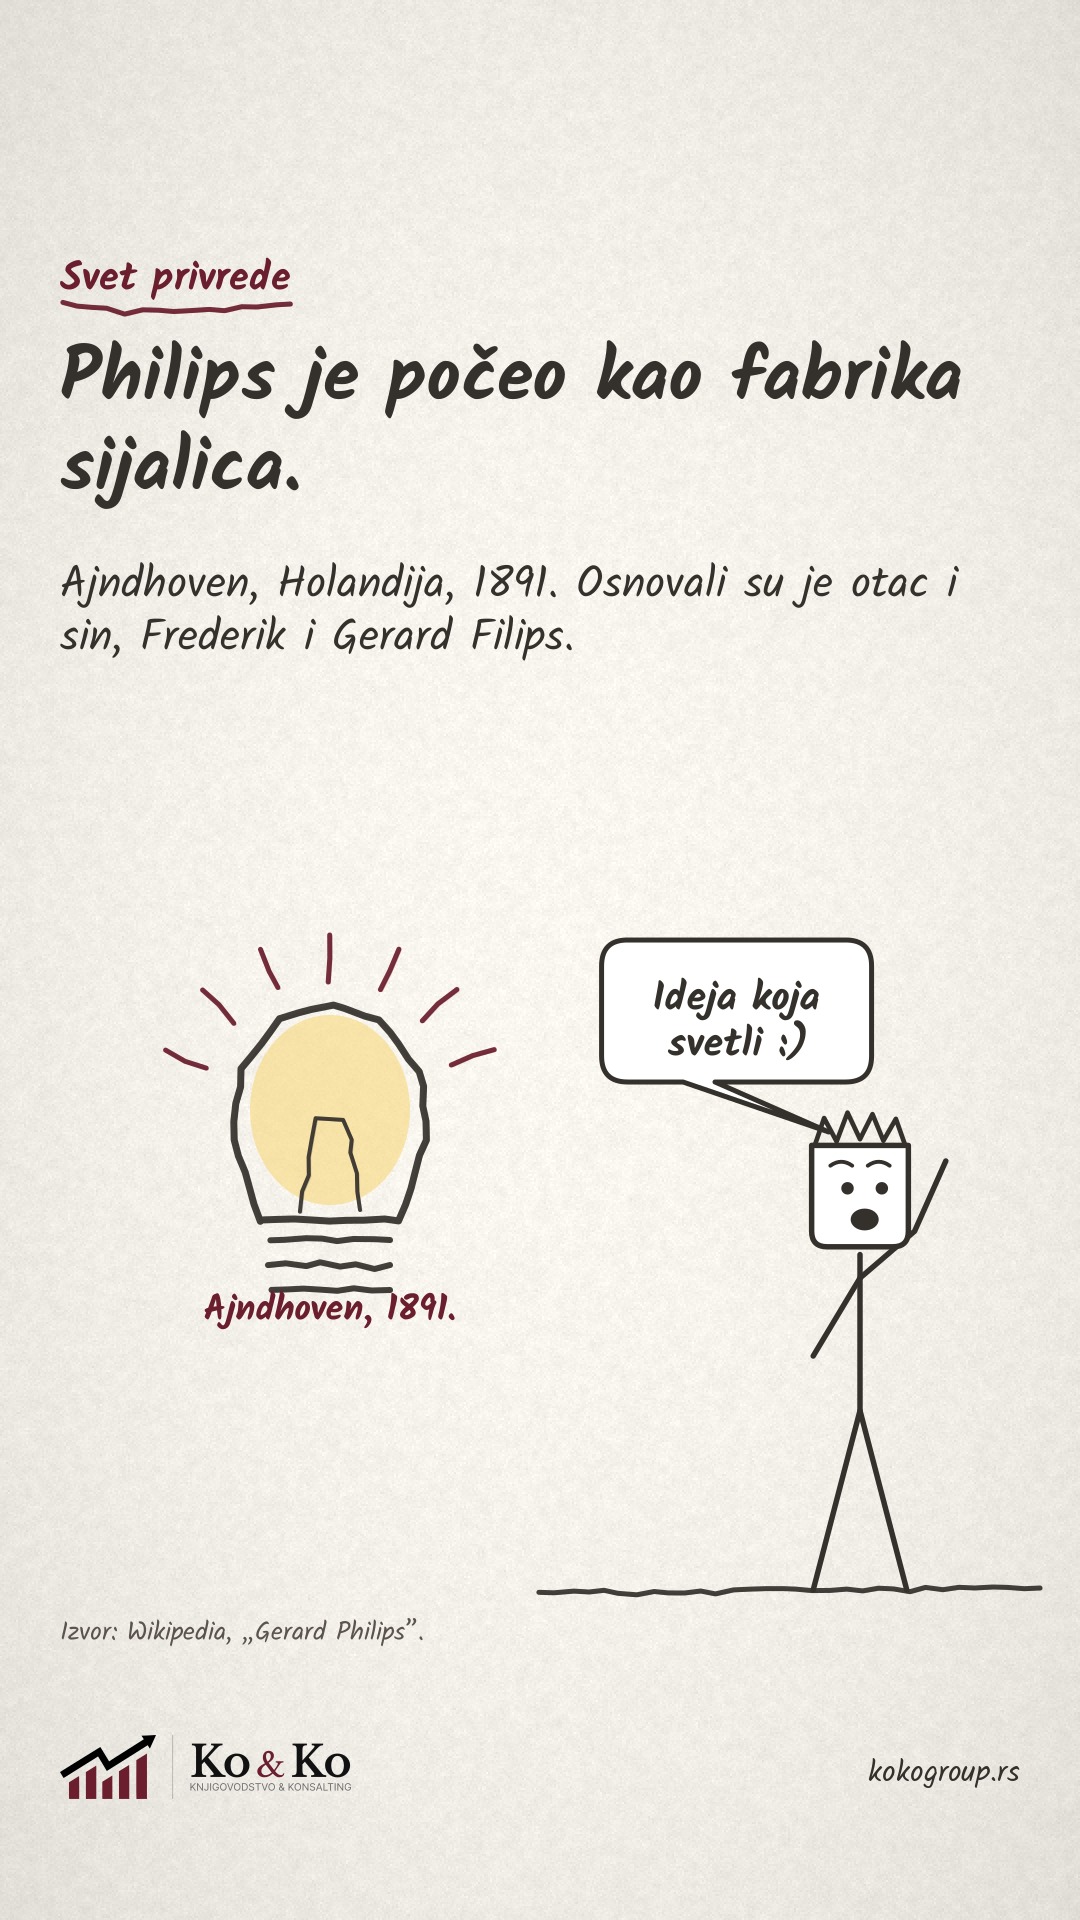 Svet privrede
Philips je počeo kao fabrika
sijalica.
Ajndhoven, Holandija, 1891. Osnovali su je otac i
sin, Frederik i Gerard Filips.
Ideja koja
svetli :)
Ajndhoven, 1891.
Izvor: Wikipedia, „Gerard Philips”.
Ko & Ko
KNJIGOVODSTVO & KONSALTING
kokogroup.rs